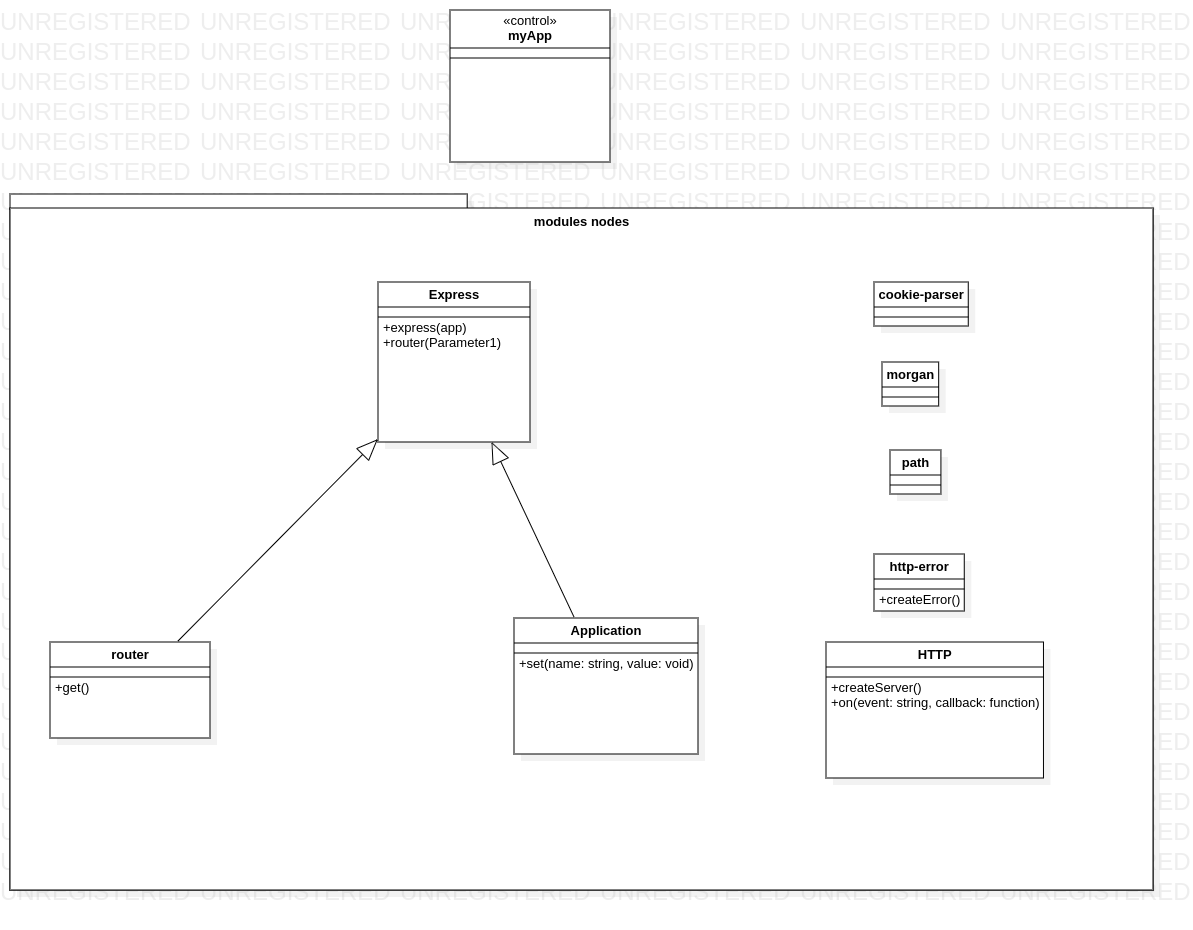 UNREGISTERED UNREGISTERED UNREGISTERED UNREGISTERED UNREGISTERED UNREGISTERED
«control»
myApp
modules nodes
Express
+express(app)
+router(Parameter1)
cookie-parser
morgan
path
http-error
+createError()
router
+get()
Application
+set(name: string, value: void)
HTTP
+createServer()
+on(event: string, callback: function)